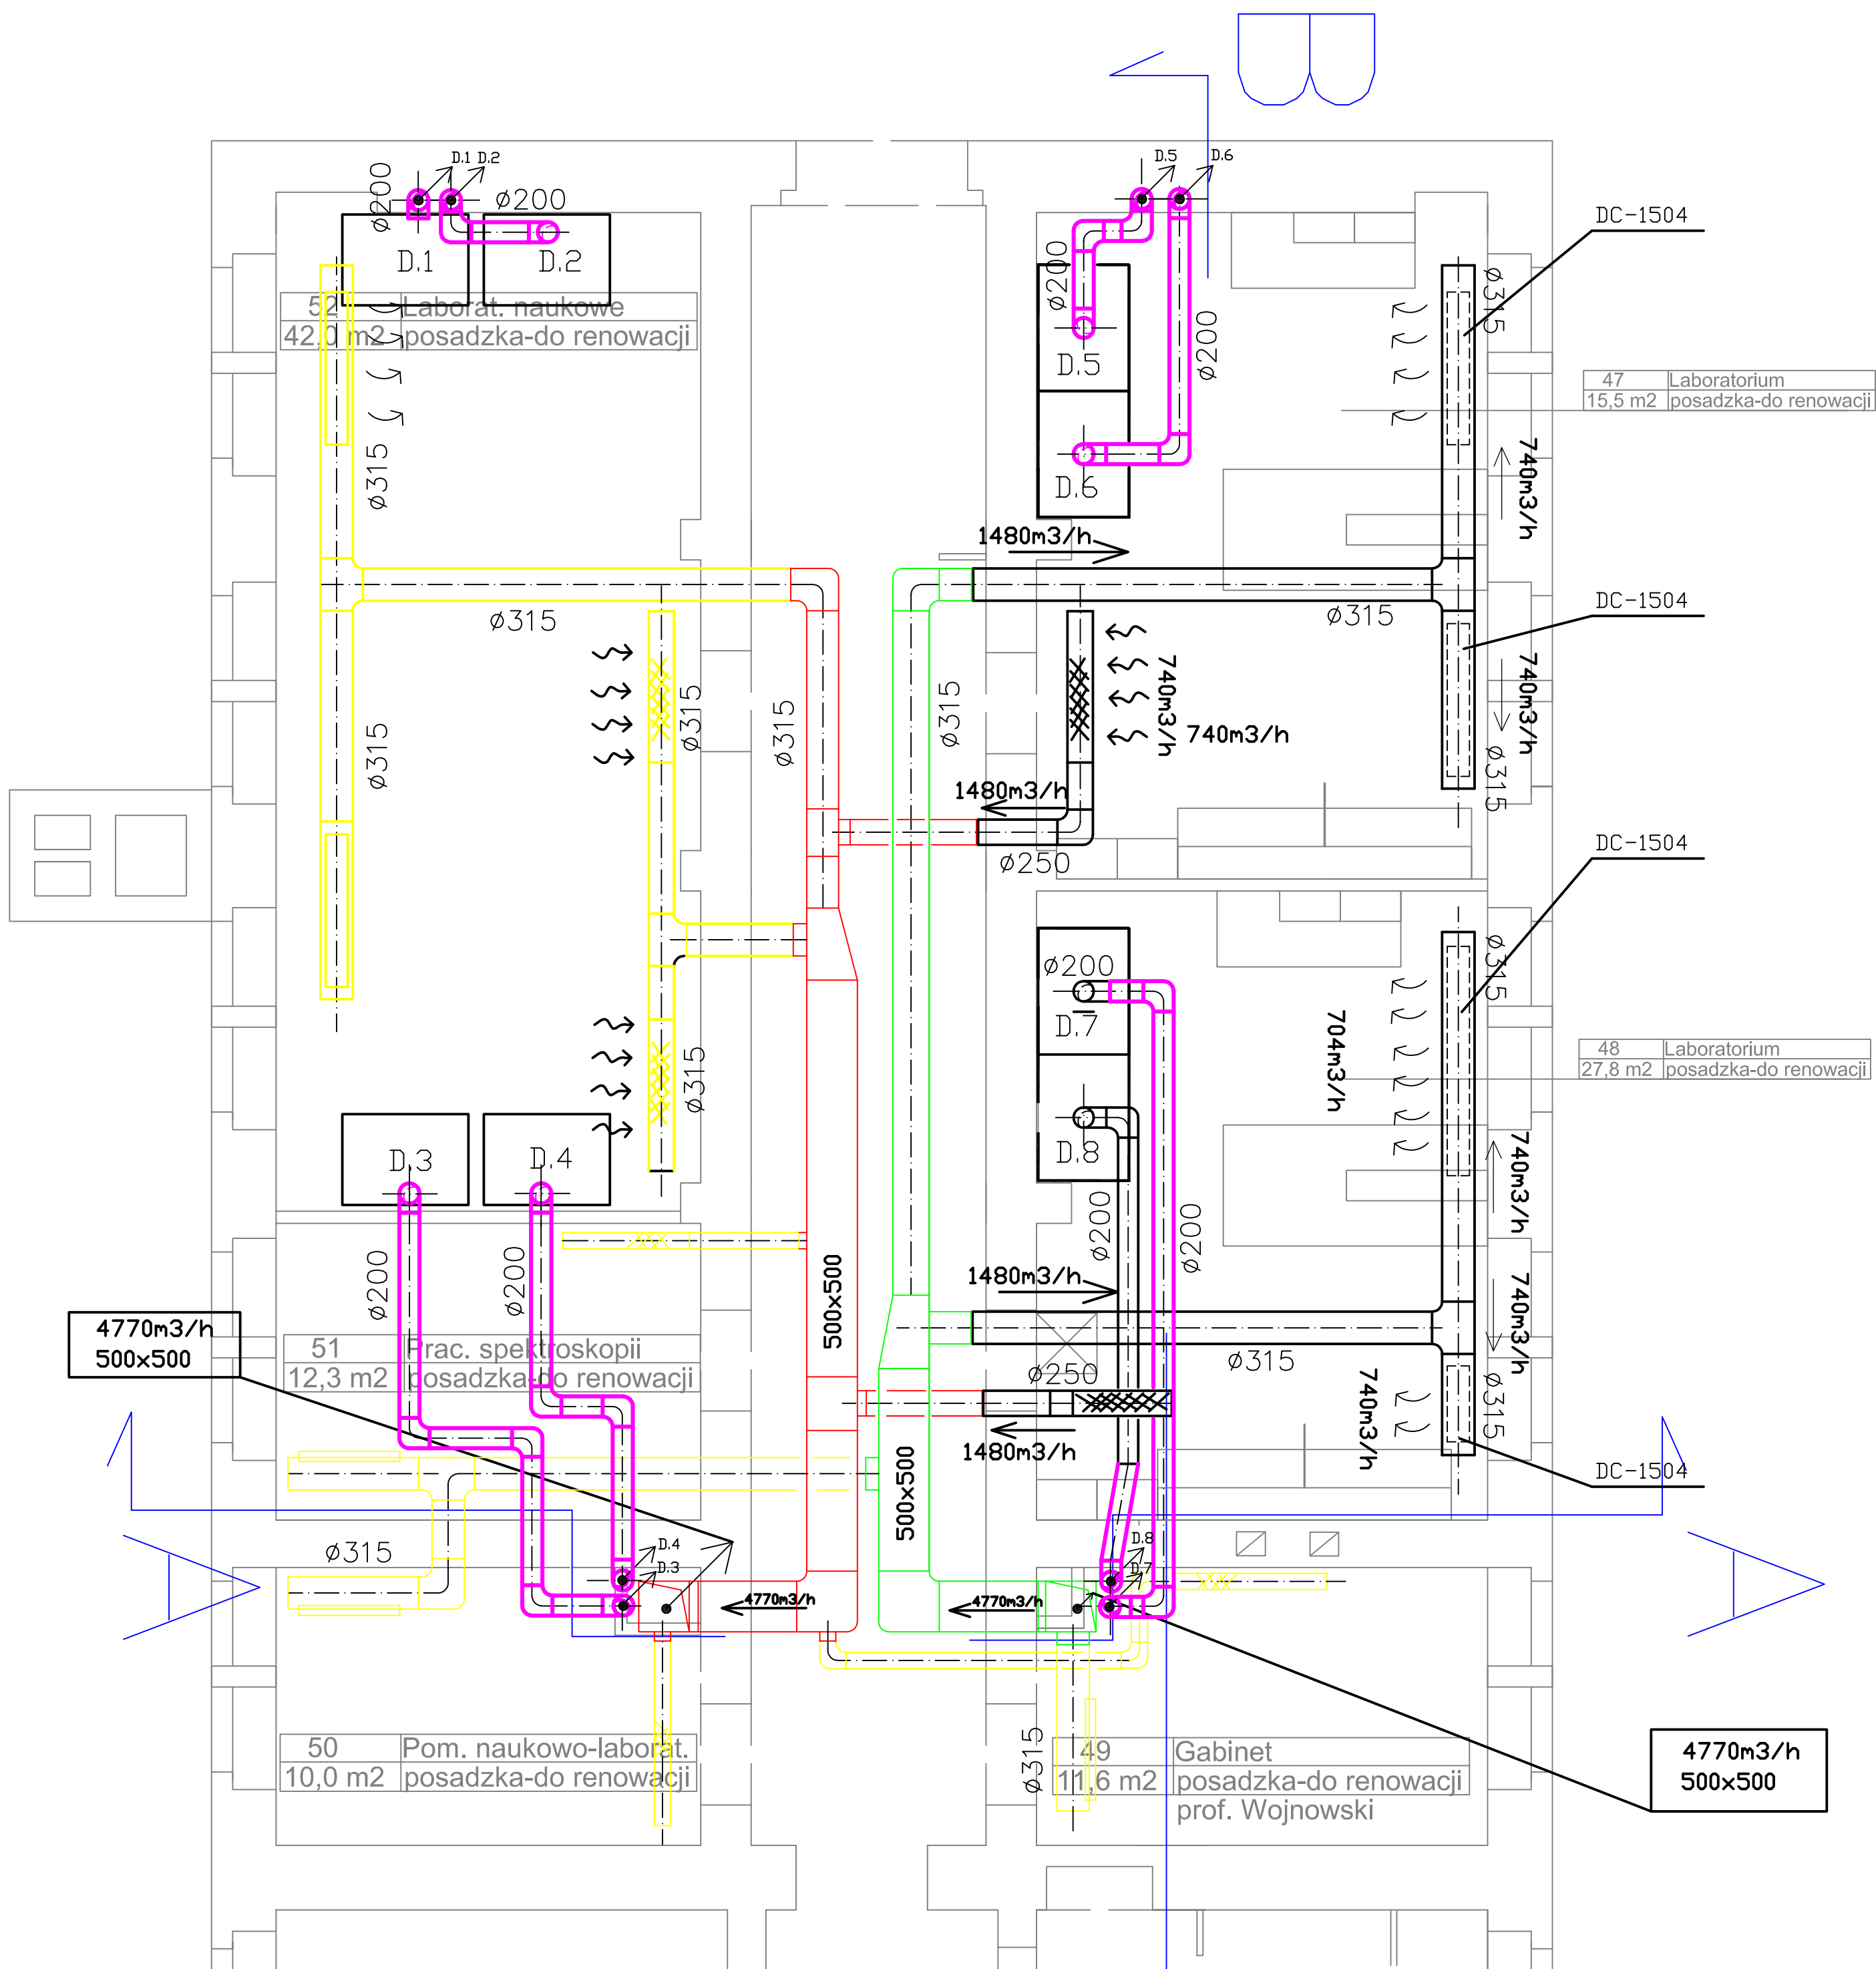 B
D.1 D.2
ø200
ø200
D.1
D.2
52 Laborat. naukowe
42,0 m2 posadzka-do renowacji
D.5
D.6
ø200
D.5
ø200
D.6
DC-1504
ø315
47 Laboratorium
15,5 m2 posadzka-do renowacji
740m3/h
1480m3/h
ø315
ø315
ø315
ø315
ø315
ø315
ø315
DC-1504
740m3/h
ø315
740m3/h
740m3/h
1480m3/h
ø250
DC-1504
ø315
ø200
D.7
704m3/h
48 Laboratorium
27,8 m2 posadzka-do renowacji
D.8
ø315
D.3
D.4
740m3/h
ø200
ø200
ø200
ø200
1480m3/h
740m3/h
500x500
4770m3/h
500x500
51 Prac. spektroskopii
12,3 m2 posadzka-do renowacji
ø315
ø250
740m3/h
ø315
1480m3/h
500x500
DC-1504
A
A
ø315
D.4
D.3
D.8
D.7
4770m3/h
4770m3/h
50 Pom. naukowo-laborat.
10,0 m2 posadzka-do renowacji
ø315
49 Gabinet
11,6 m2 posadzka-do renowacji
prof. Wojnowski
4770m3/h
500x500